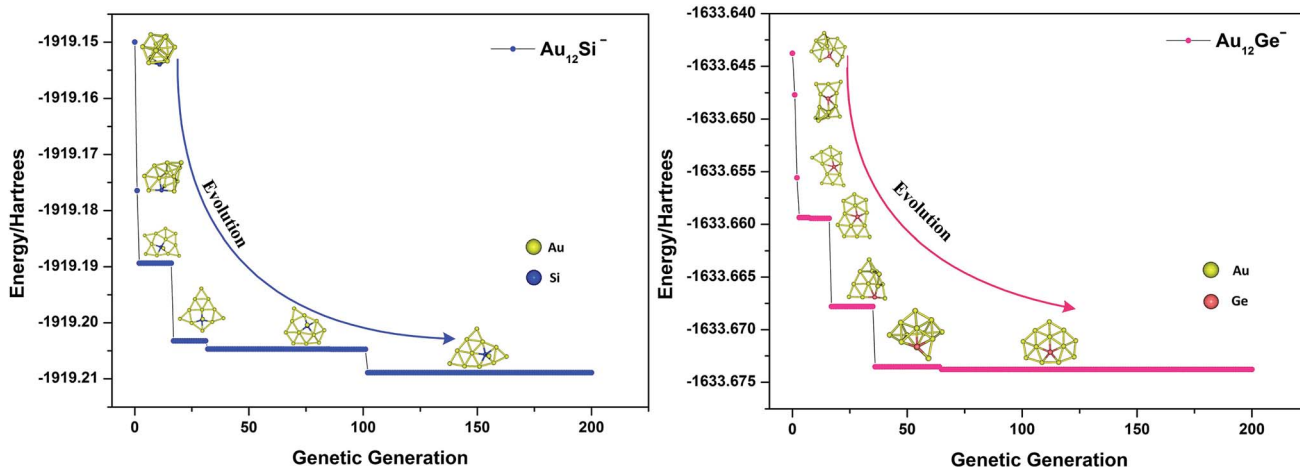 -1919.15
-1919.16
-1919.17
-1919.18
-1919.19
-1919.20
-1919.21
Energy/Hartrees
0
50
100
150
200
Genetic Generation
Au12Si−
Evolution
Au
Si
-1633.640
-1633.645
-1633.650
-1633.655
-1633.660
-1633.665
-1633.670
-1633.675
Energy/Hartrees
0
50
100
150
200
Genetic Generation
Au12Ge−
Evolution
Au
Ge